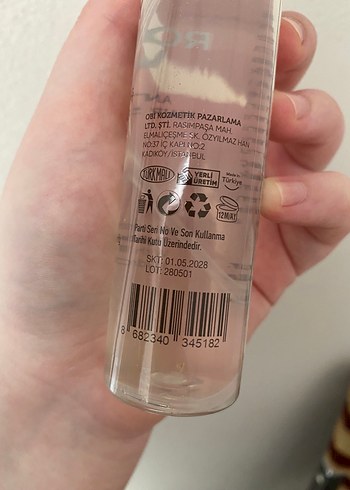 OBİ KOZMETİK PAZARLAMA
LTD. ŞTİ. RASIMPAŞA MAH.
ELMALIÇEŞME SK. ÖZYILMAZ HAN
NO:37 İÇ KAPI NO:2
KADIKÖY/İSTANBUL
TÜRKMALI
YERLİ
ÜRETİM
Made in
Türkiye
12M/AY
Parti Seri No Ve Son Kullanma
Tarihi Kutu Üzerindedir.
SKT: 01.05.2028
LOT: 280501
8 682340 345182